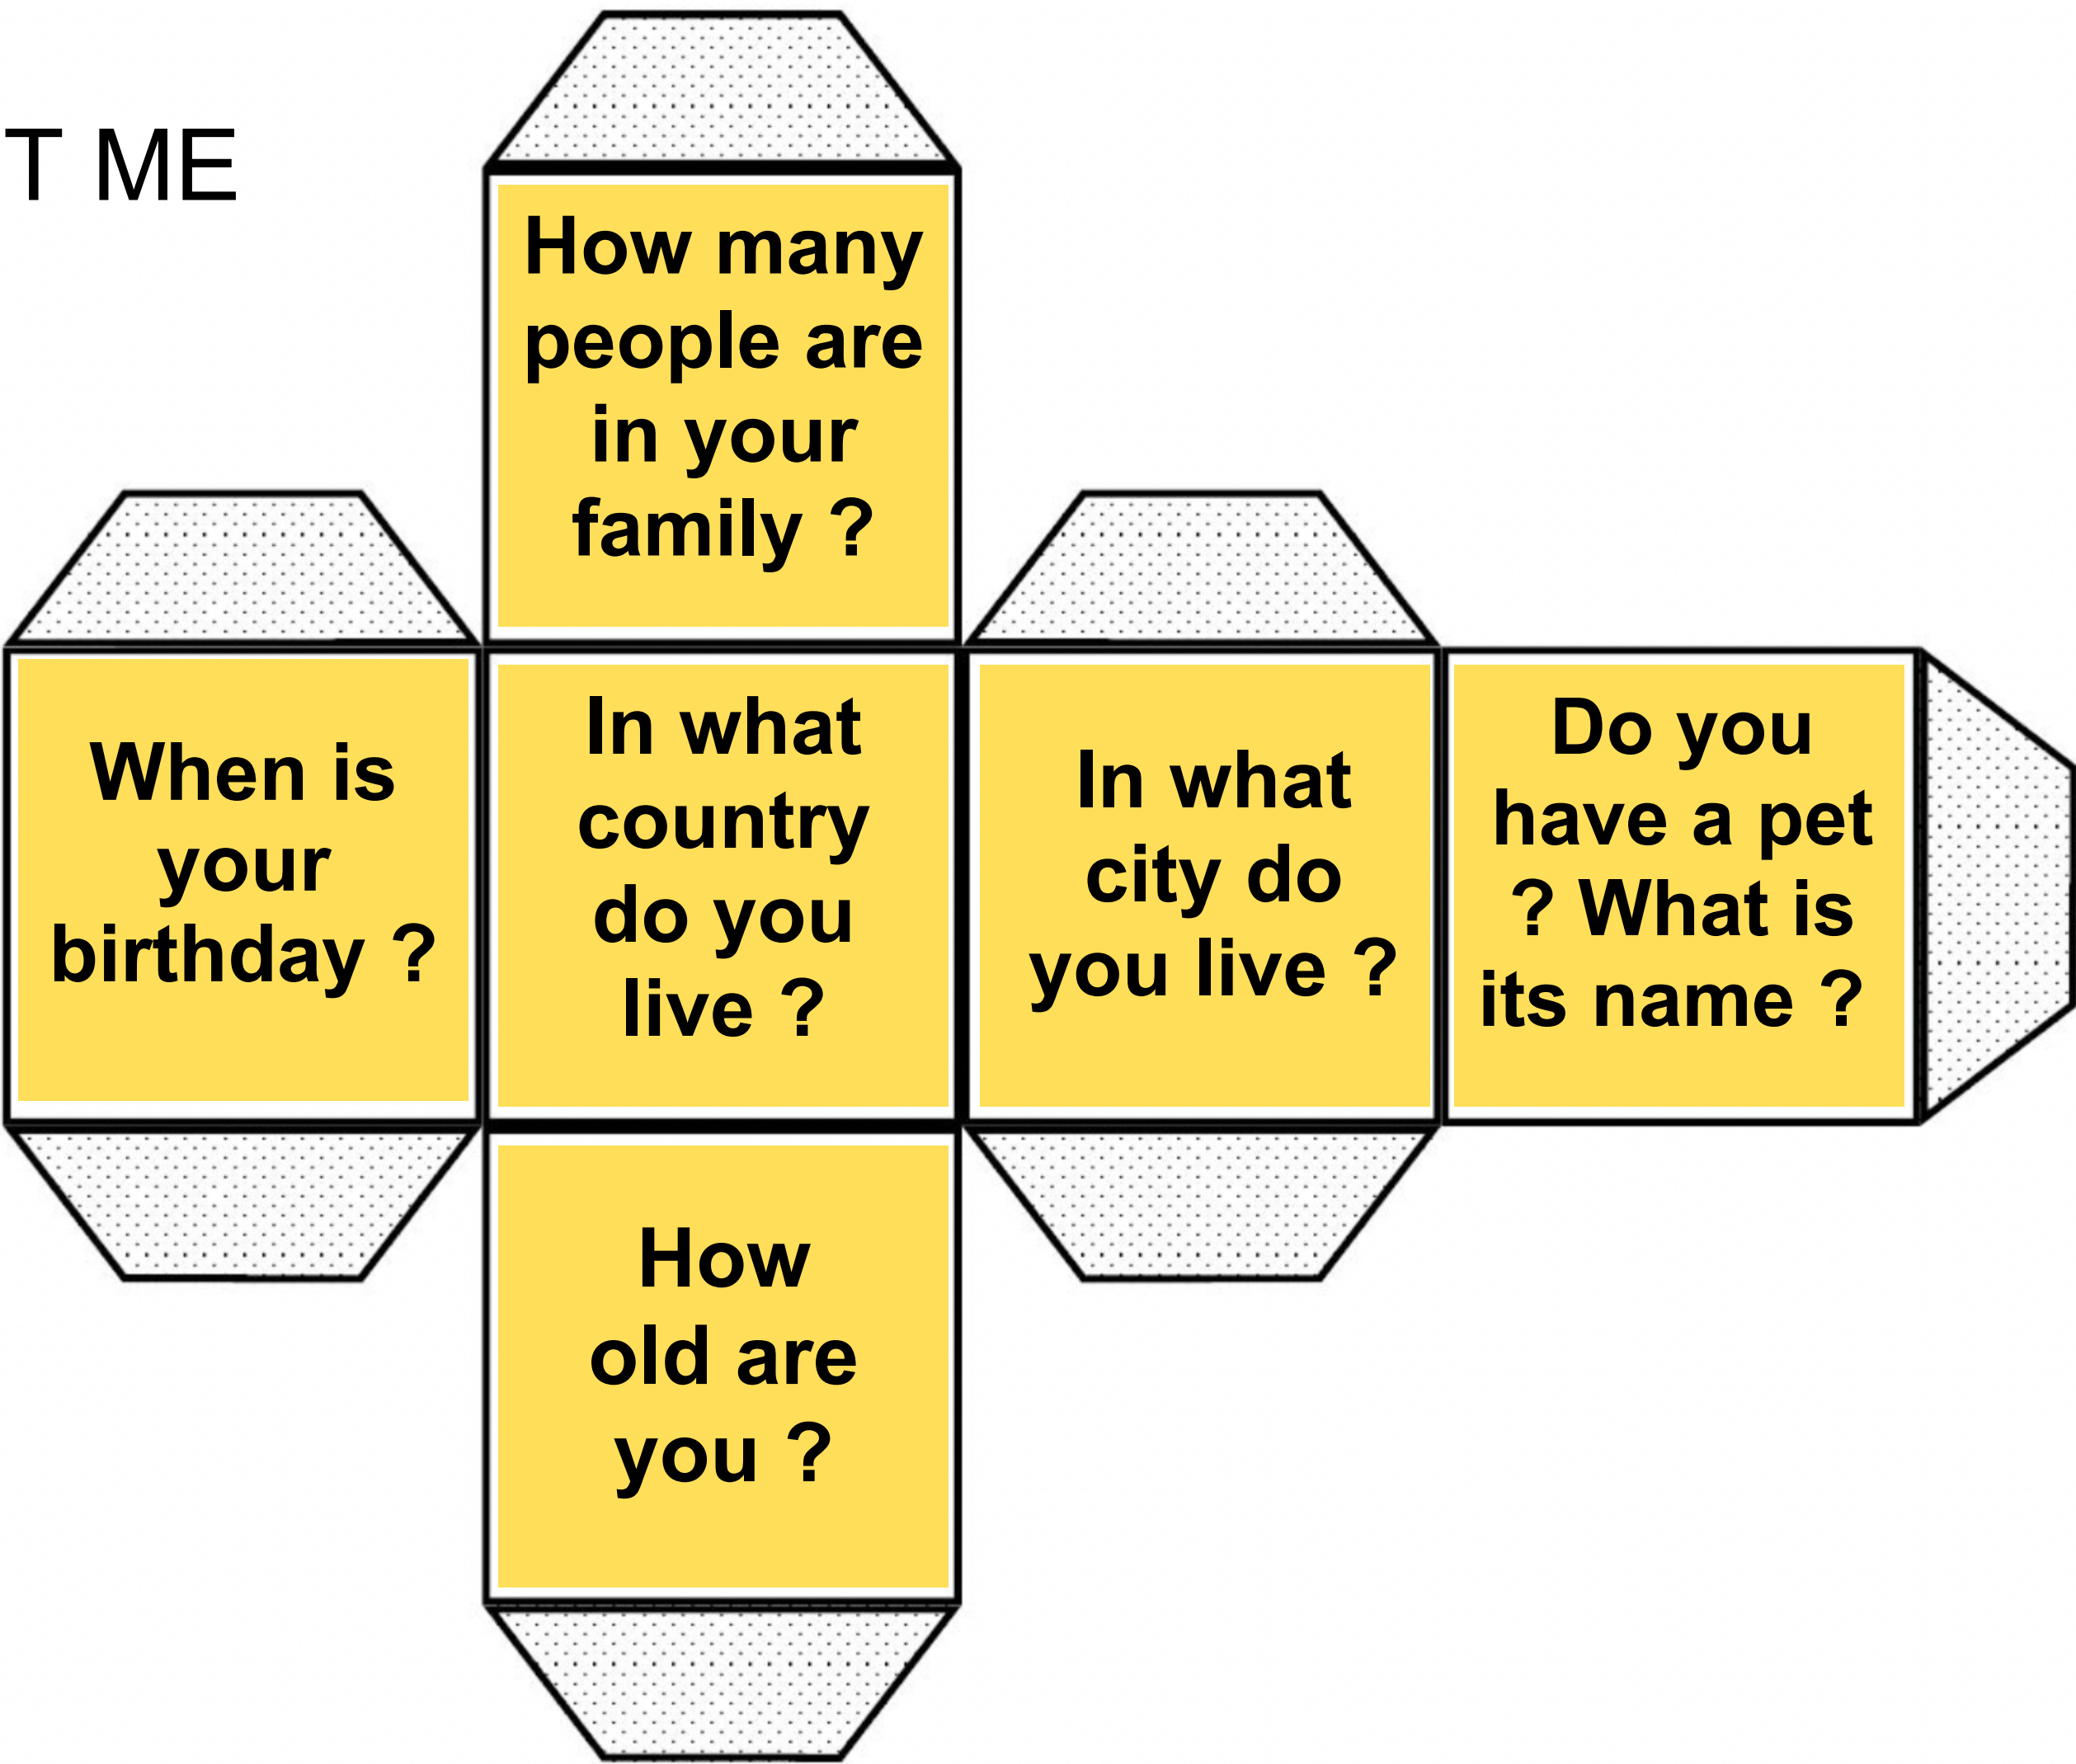 T ME
How many
people are
in your
family ?
When is
your
birthday ?
In what
country
do you
live ?
In what
city do
you live ?
Do you
have a pet
? What is
its name ?
How
old are
you ?